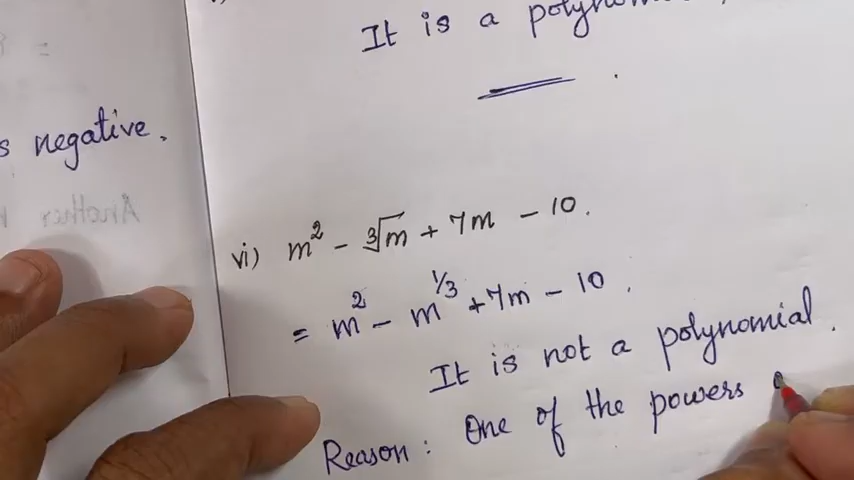 It is a
s negative.
Another
vi) m² - ∛m + 7m - 10.
= m² - m^1/3 + 7m - 10.
It is not a polynomial.
Reason: One of the powers